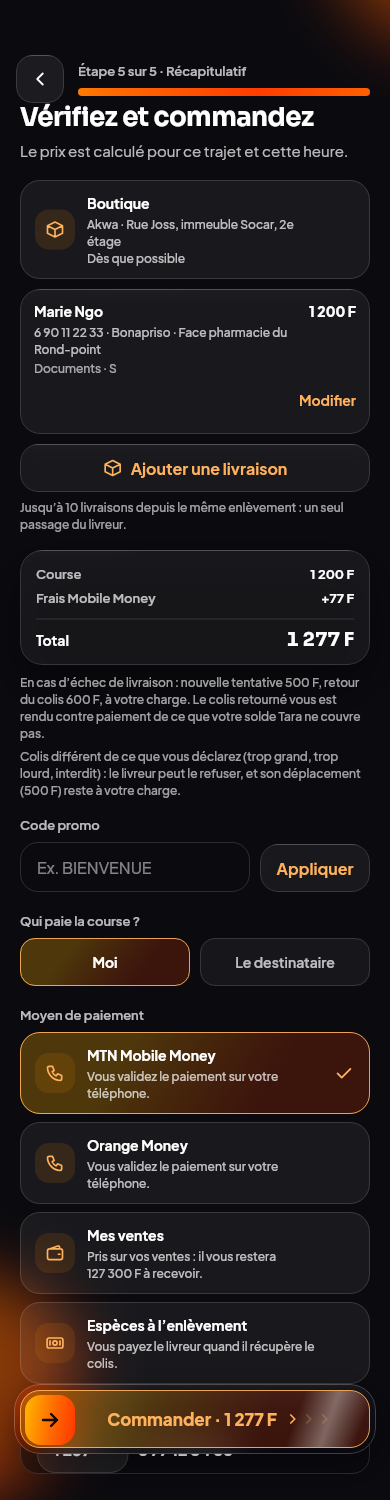 Étape 5 sur 5 · Récapitulatif
Vérifiez et commandez
Le prix est calculé pour ce trajet et cette heure.
Boutique
Akwa · Rue Joss, immeuble Socar, 2e
étage
Dès que possible
Marie Ngo
1 200 F
6 90 11 22 33 · Bonapriso · Face pharmacie du
Rond-point
Documents · S
Modifier
Ajouter une livraison
Jusqu’à 10 livraisons depuis le même enlèvement : un seul
passage du livreur.
Course
1 200 F
Frais Mobile Money
+77 F
Total
1 277 F
En cas d’échec de livraison : nouvelle tentative 500 F, retour
du colis 600 F, à votre charge. Le colis retourné vous est
rendu contre paiement de ce que votre solde Tara ne couvre
pas.
Colis différent de ce que vous déclarez (trop grand, trop
lourd, interdit) : le livreur peut le refuser, et son déplacement
(500 F) reste à votre charge.
Code promo
Ex. BIENVENUE
Appliquer
Qui paie la course ?
Moi
Le destinataire
Moyen de paiement
MTN Mobile Money
Vous validez le paiement sur votre
téléphone.
Orange Money
Vous validez le paiement sur votre
téléphone.
Mes ventes
Pris sur vos ventes : il vous restera
127 300 F à recevoir.
Espèces à l’enlèvement
Vous payez le livreur quand il récupère le
colis.
Commander · 1 277 F